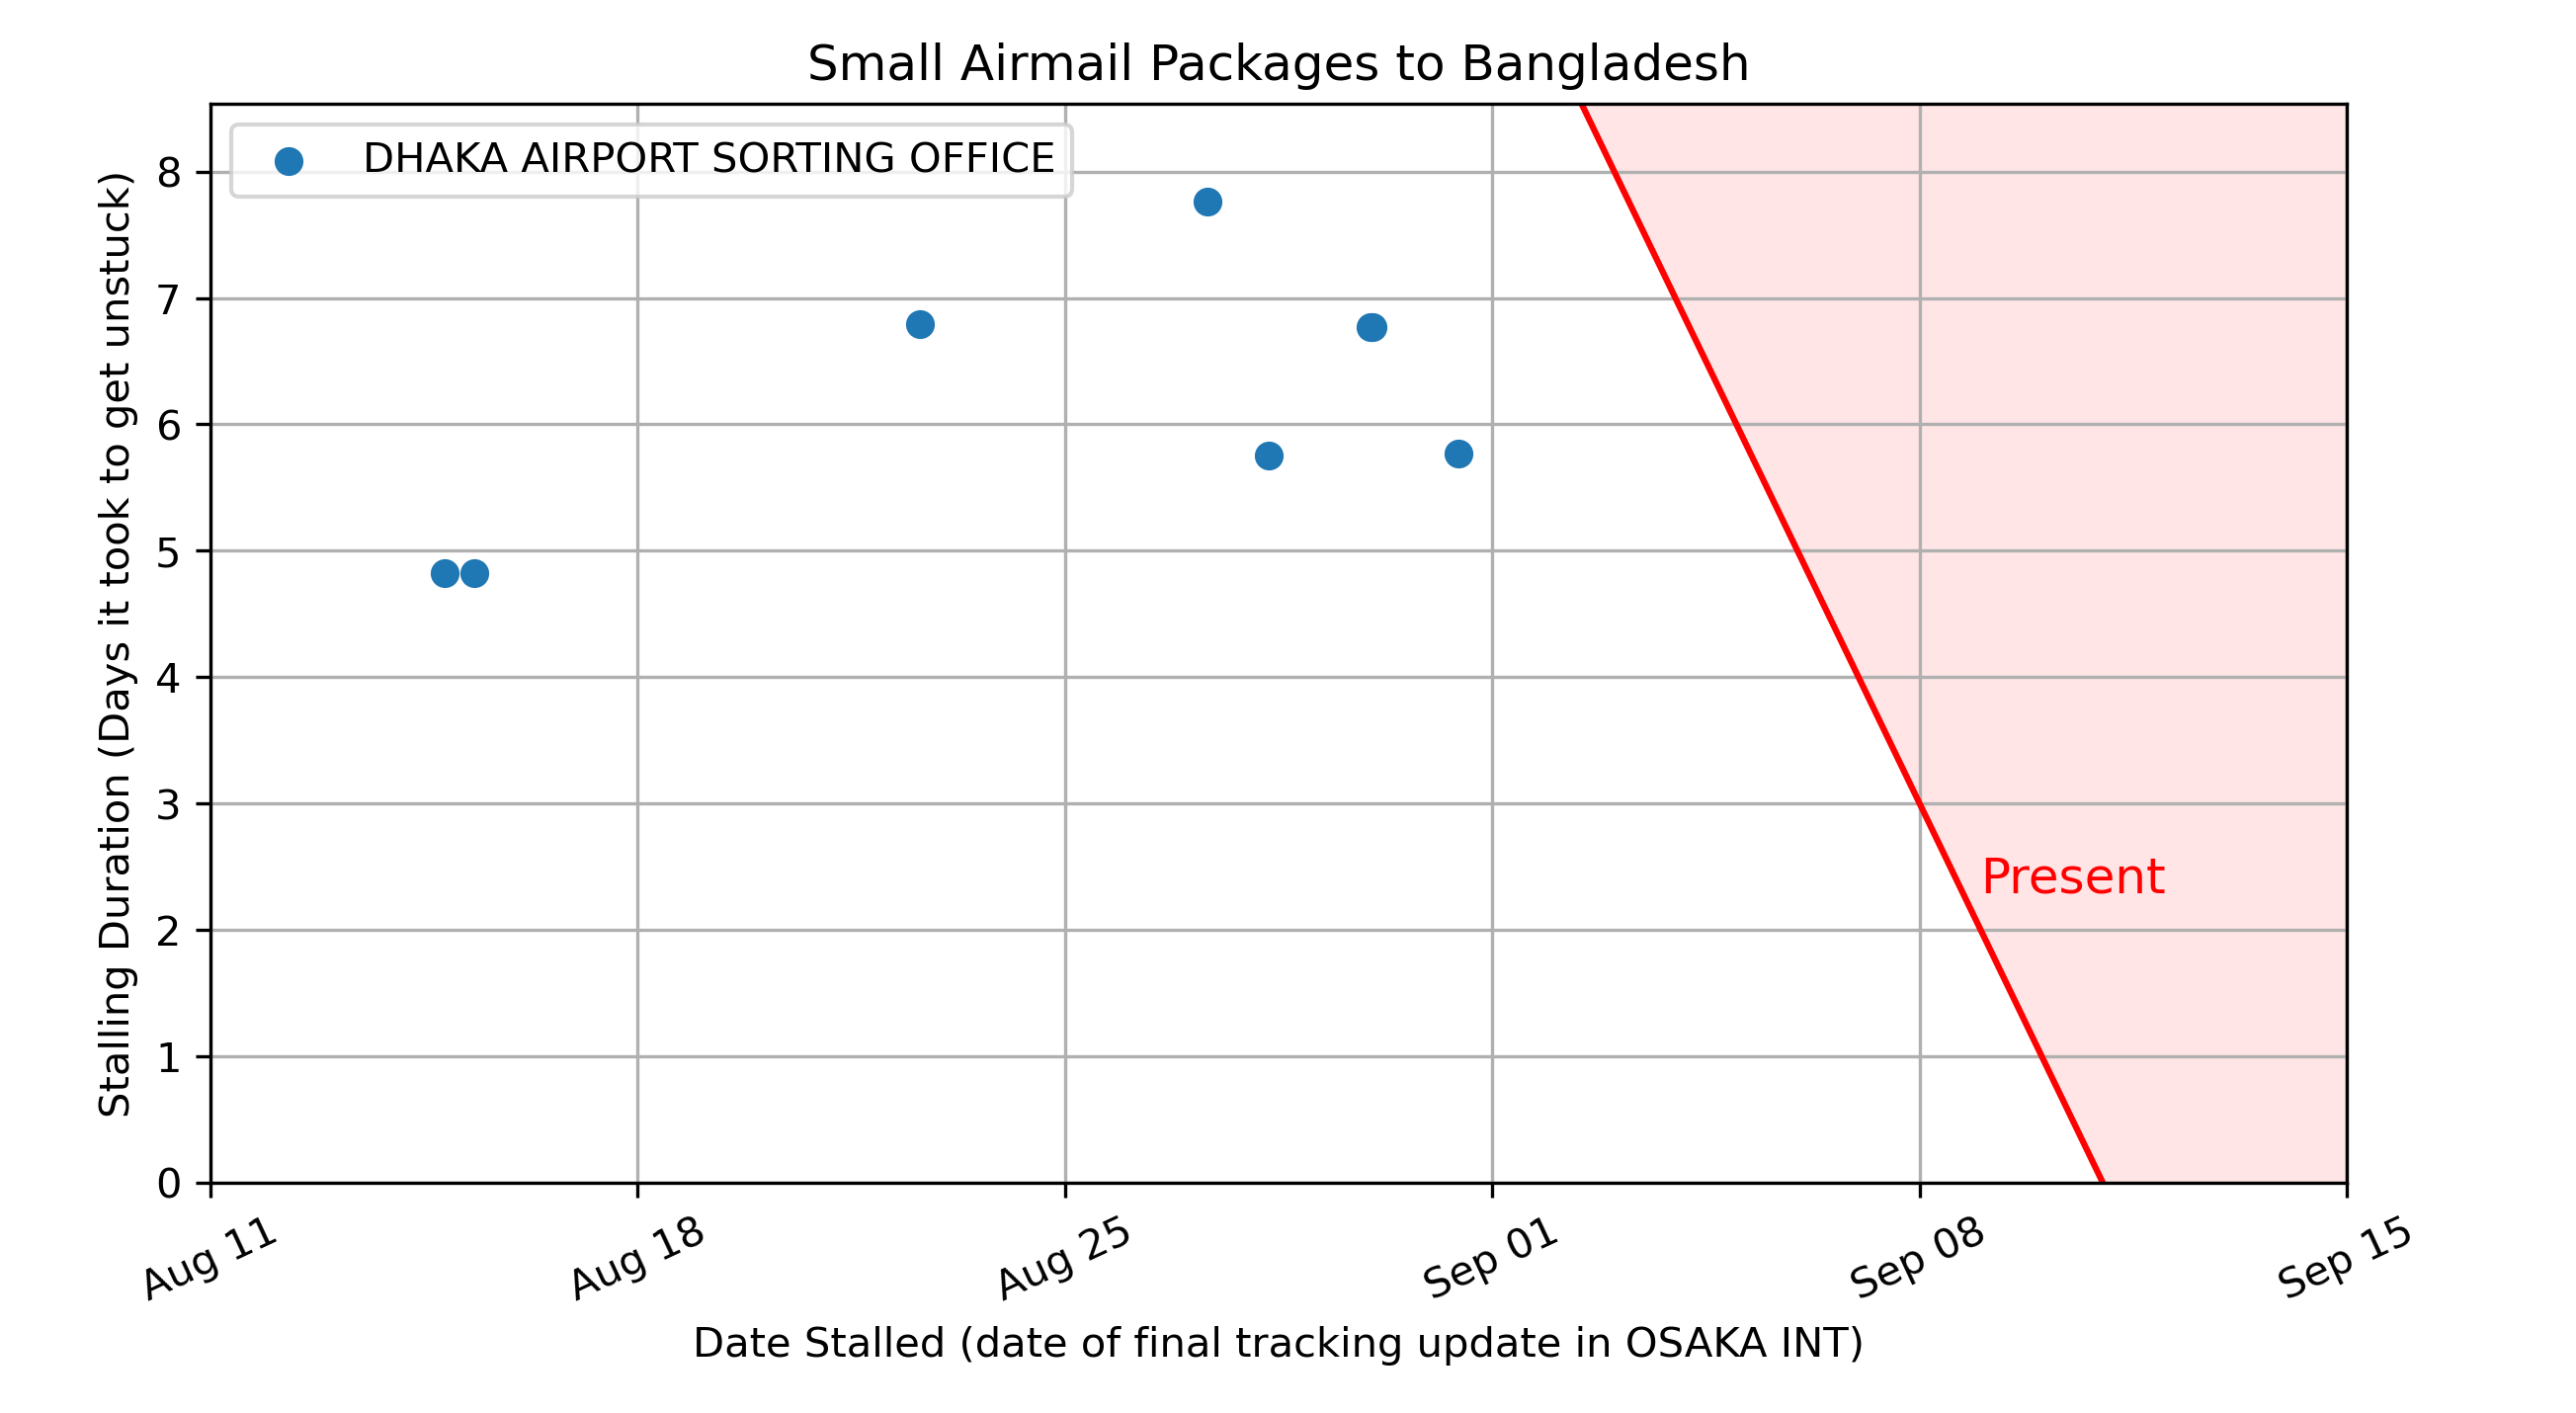 Small Airmail Packages to Bangladesh
DHAKA AIRPORT SORTING OFFICE
Stalling Duration (Days it took to get unstuck)
8
7
6
5
4
3
2
1
0
Present
Aug 11
Aug 18
Aug 25
Sep 01
Sep 08
Sep 15
Date Stalled (date of final tracking update in OSAKA INT)